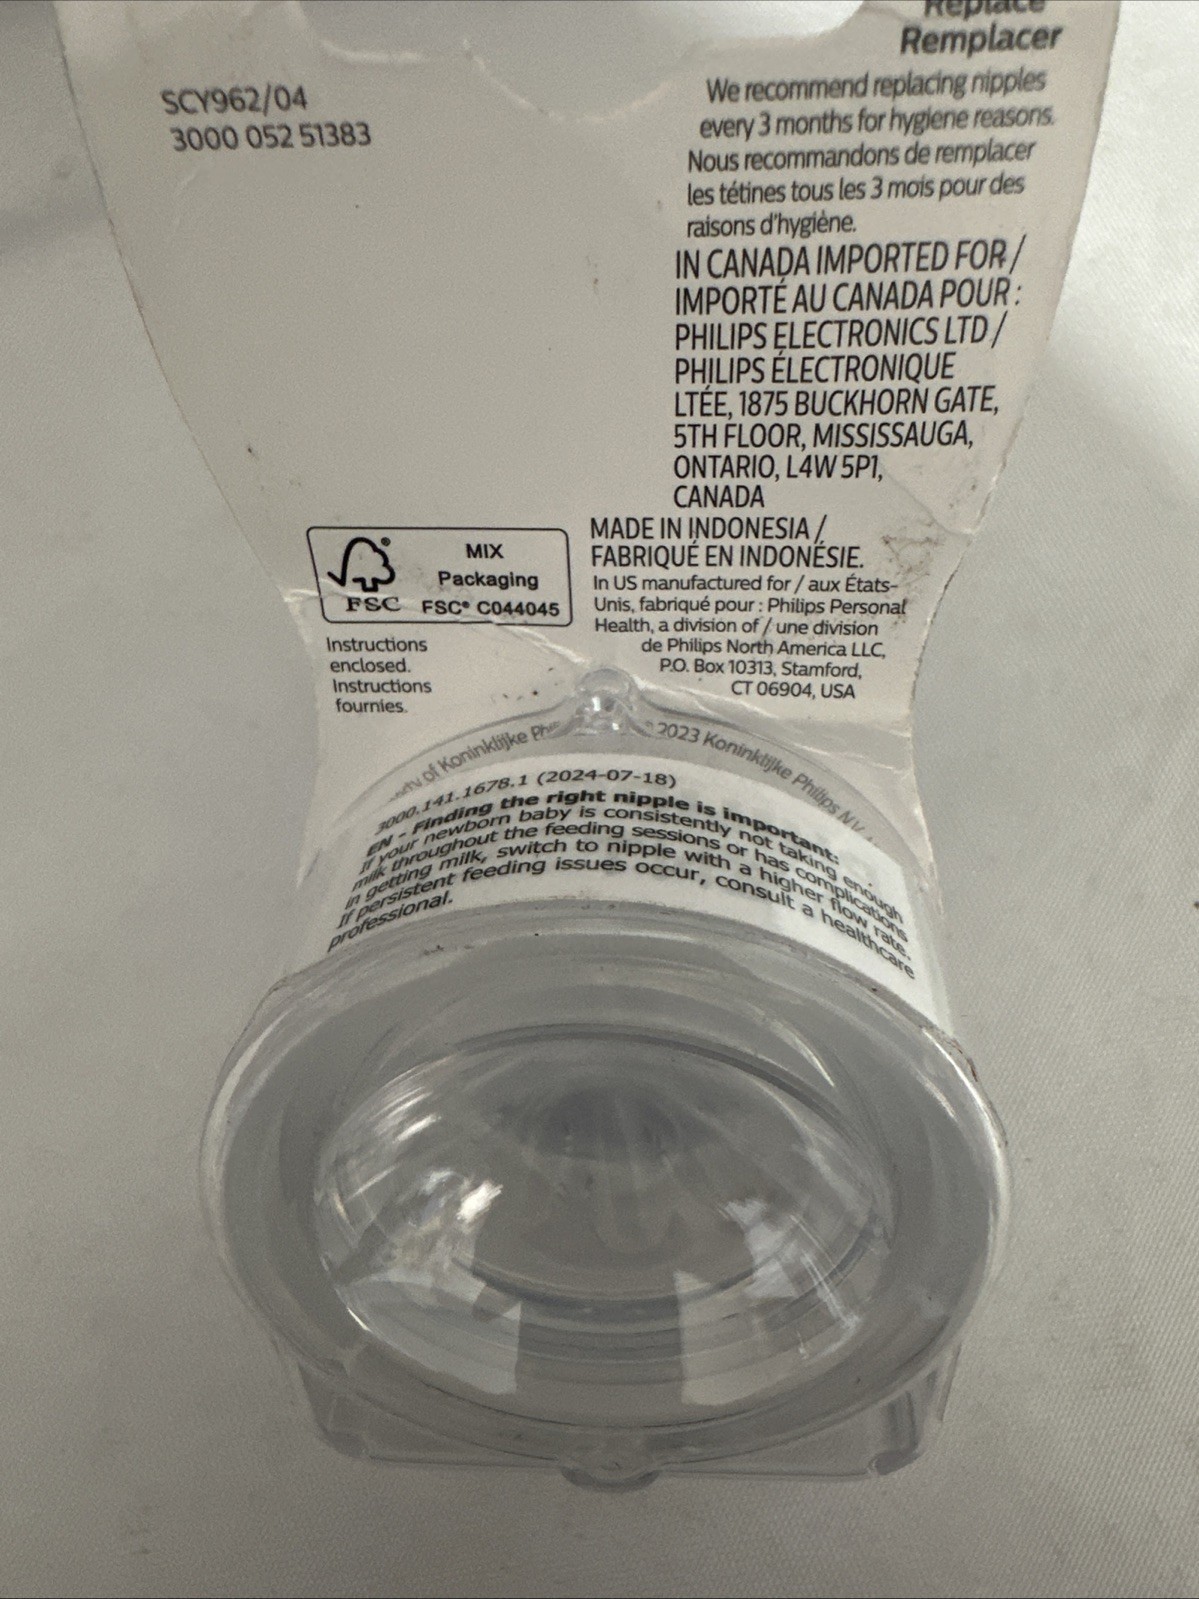 Replace
Remplacer
SCY962/04
3000 052 51383
We recommend replacing nipples
every 3 months for hygiene reasons.
Nous recommandons de remplacer
les tétines tous les 3 mois pour des
raisons d'hygiène.
IN CANADA IMPORTED FOR /
IMPORTÉ AU CANADA POUR :
PHILIPS ELECTRONICS LTD /
PHILIPS ÉLECTRONIQUE
LTÉE, 1875 BUCKHORN GATE,
5TH FLOOR, MISSISSAUGA,
ONTARIO, L4W 5P1,
CANADA
MADE IN INDONESIA /
FABRIQUÉ EN INDONÉSIE.
In US manufactured for / aux États-
Unis, fabriqué pour : Philips Personal
Health, a division of / une division
de Philips North America LLC,
P.O. Box 10313, Stamford,
CT 06904, USA
MIX
Packaging
FSC FSC® C044045
Instructions
enclosed.
Instructions
fournies.
of Koninklijke 2023 Koninklijke Philips N.V.
3000.141.1678.1 (2024-07-18)
EN - Finding the right nipple is important:
If your newborn baby is consistently not taking enough
milk throughout the feeding sessions or has complications
in getting milk, switch to nipple with a higher flow rate.
If persistent feeding issues occur, consult a healthcare
professional.